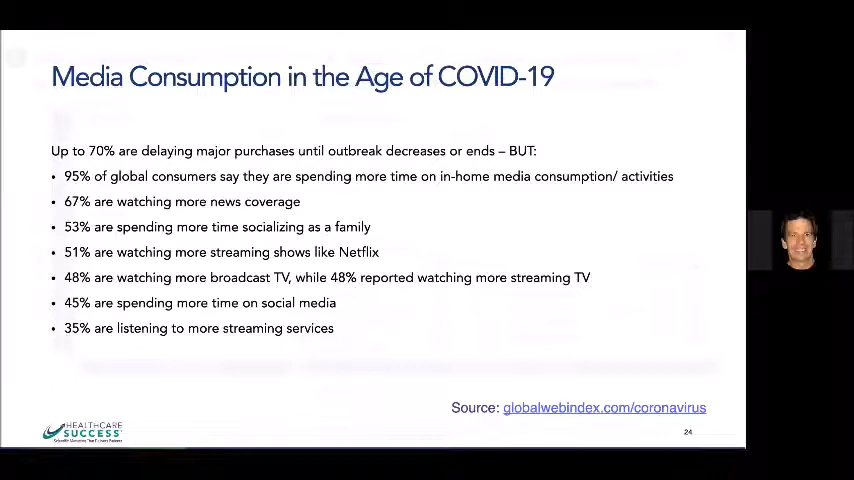 Media Consumption in the Age of COVID-19
Up to 70% are delaying major purchases until outbreak decreases or ends – BUT:
• 95% of global consumers say they are spending more time on in-home media consumption/ activities
• 67% are watching more news coverage
• 53% are spending more time socializing as a family
• 51% are watching more streaming shows like Netflix
• 48% are watching more broadcast TV, while 48% reported watching more streaming TV
• 45% are spending more time on social media
• 35% are listening to more streaming services
Source: globalwebindex.com/coronavirus
HEALTHCARE
SUCCESS
24